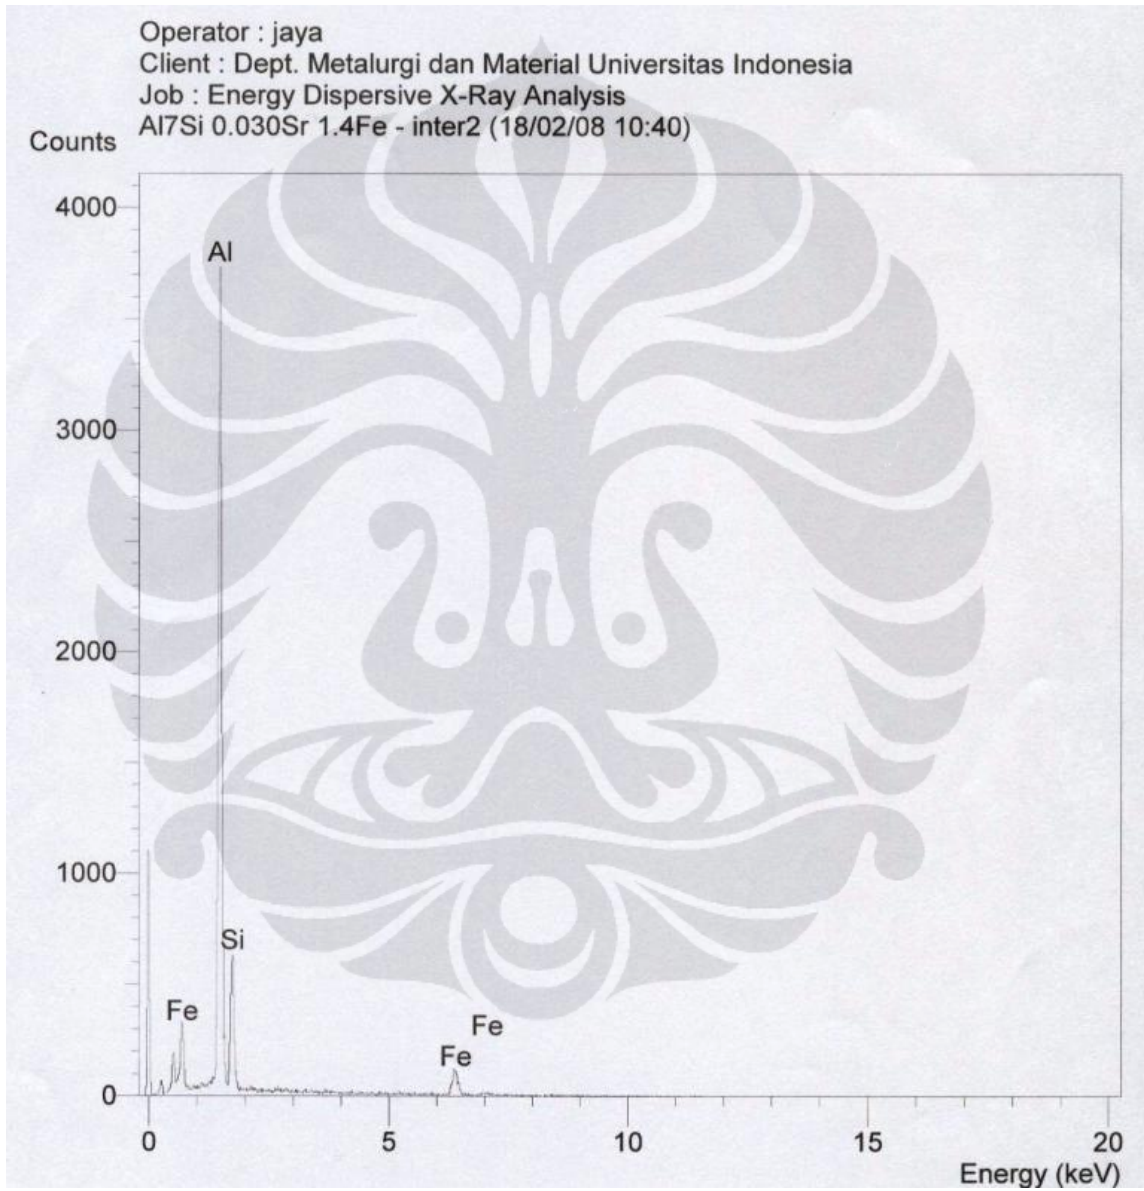 Operator : jaya
Client : Dept. Metalurgi dan Material Universitas Indonesia
Job : Energy Dispersive X-Ray Analysis
Al7Si 0.030Sr 1.4Fe - inter2 (18/02/08 10:40)
Counts
4000
Al
3000
2000
1000
Si
Fe
Fe
Fe
0
0 5 10 15 20
Energy (keV)